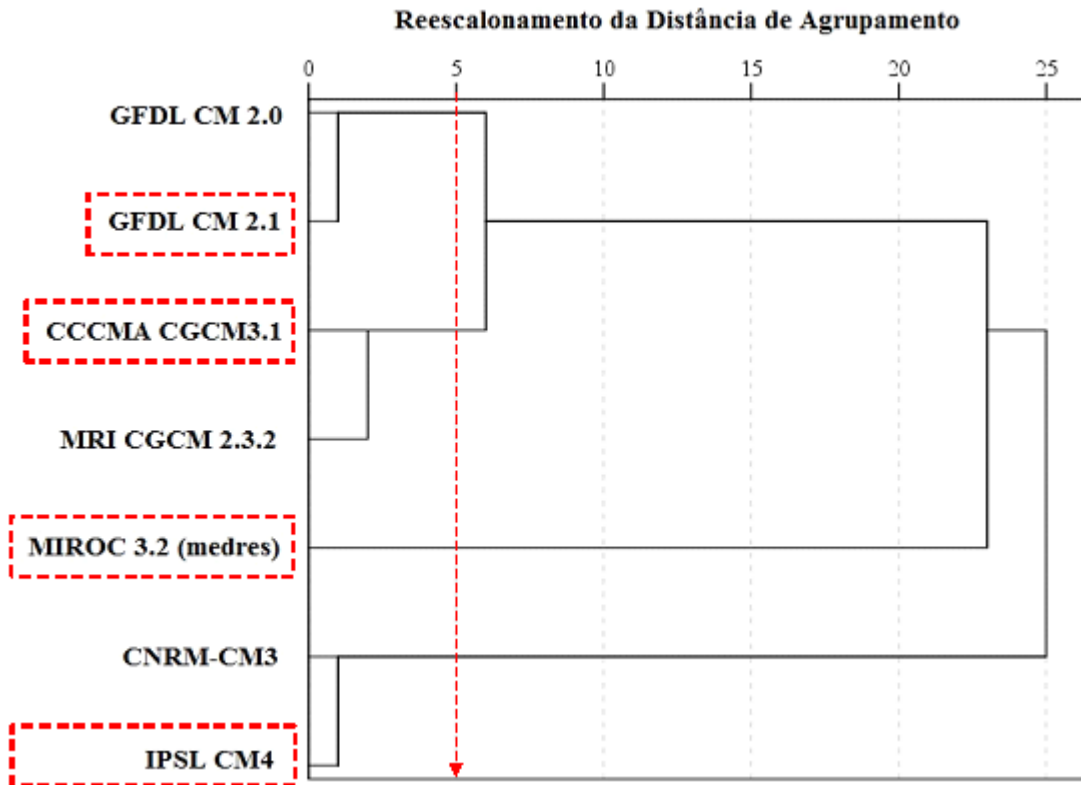 Reescalonamento da Distância de Agrupamento
0 5 10 15 20 25
GFDL CM 2.0
GFDL CM 2.1
CCCMA CGCM3.1
MRI CGCM 2.3.2
MIROC 3.2 (medres)
CNRM-CM3
IPSL CM4